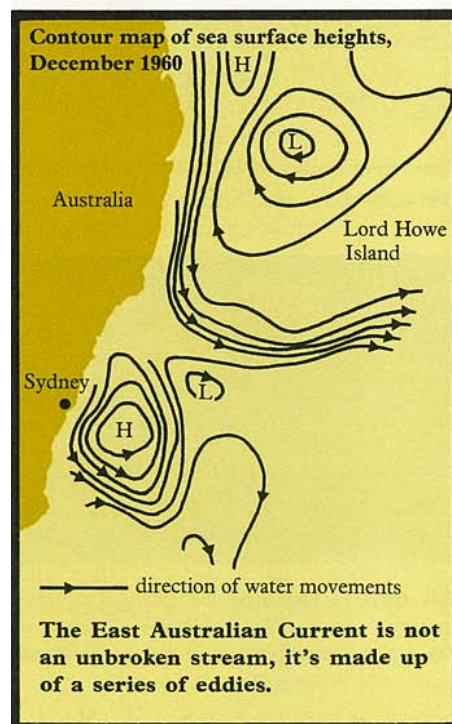 Contour map of sea surface heights,
December 1960
H
L
Australia
Lord Howe
Island
Sydney
L
H
direction of water movements
The East Australian Current is not
an unbroken stream, it's made up
of a series of eddies.